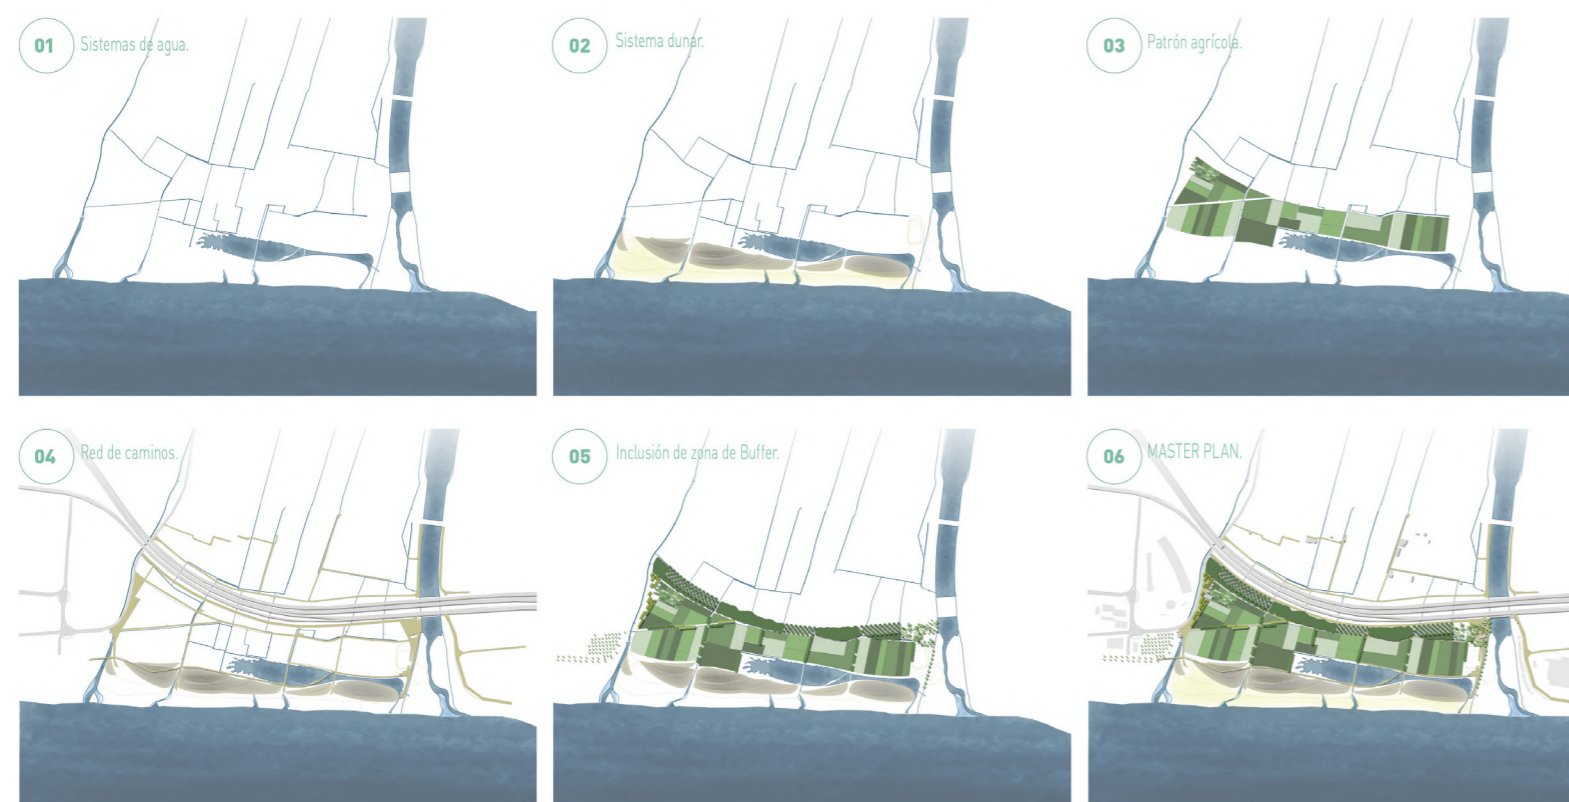 01 Sistemas de agua.
02 Sistema dunar.
03 Patrón agrícola.
04 Red de caminos.
05 Inclusión de zona de Buffer.
06 MASTER PLAN.